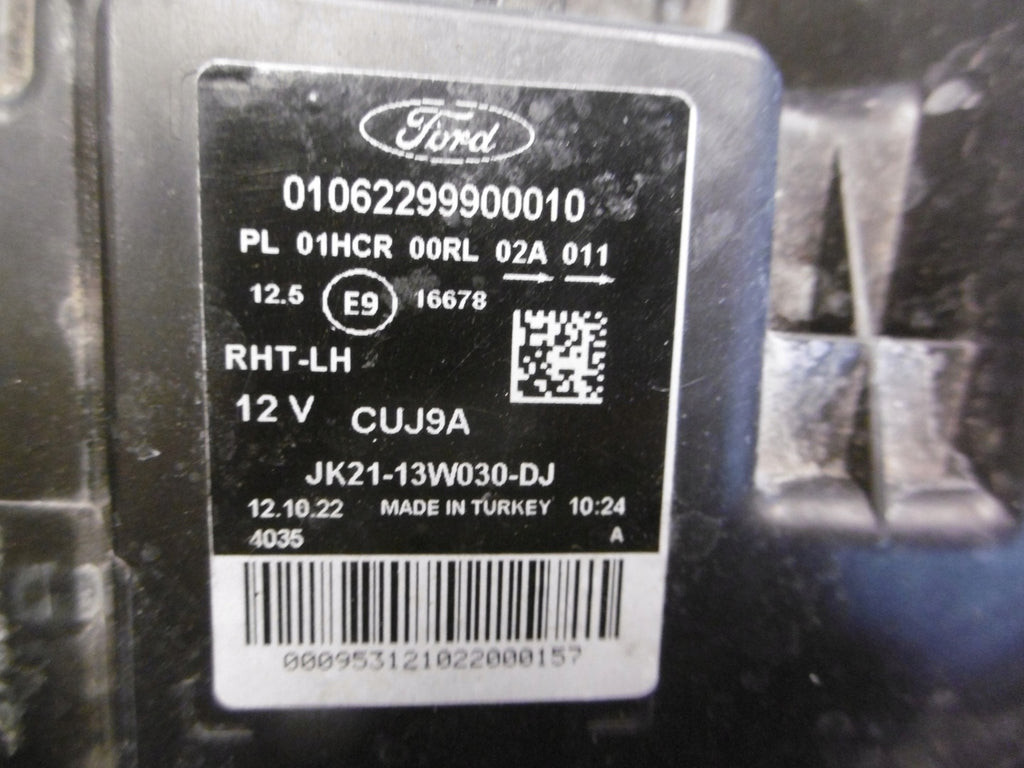 Ford
01062299900010
PL 01HCR 00RL 02A 011
12.5 E9 16678
RHT-LH
12 V CUJ9A
JK21-13W030-DJ
12.10.22 MADE IN TURKEY 10:24
4035 A
000953121022000157